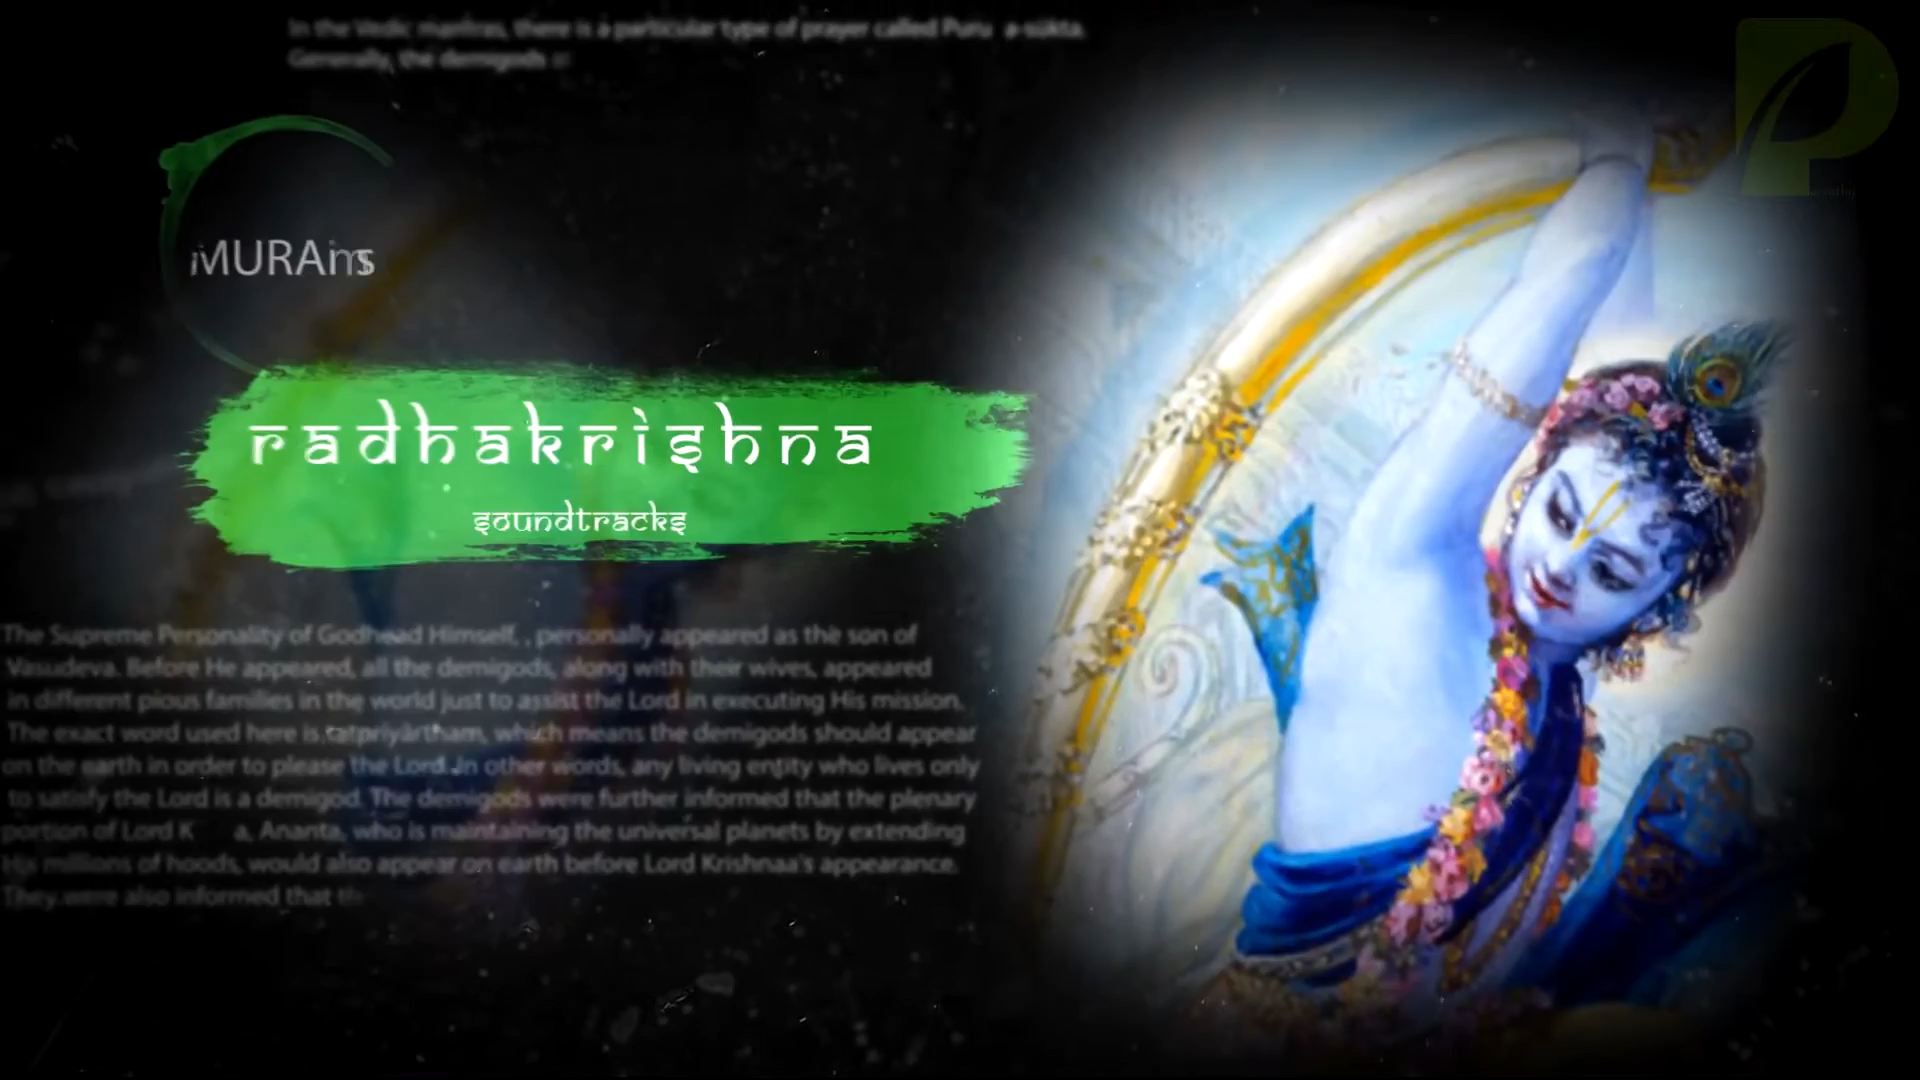 In the Vedic mantras, there is a particular type of prayer called Puru a-sūkta.
Generally, the demigods
radhakrishna
soundtracks
The Supreme Personality of Godhead Himself, , personally appeared as the son of
Vasudeva. Before He appeared, all the demigods, along with their wives, appeared
in different pious families in the world just to assist the Lord in executing His mission.
The exact word used here is tatpriyārtham, which means the demigods should appear
on the earth in order to please the Lord. In other words, any living entity who lives only
to satisfy the Lord is a demigod. The demigods were further informed that the plenary
portion of Lord K a, Ananta, who is maintaining the universal planets by extending
His millions of hoods, would also appear on earth before Lord Krishnaa's appearance.
They were also informed that